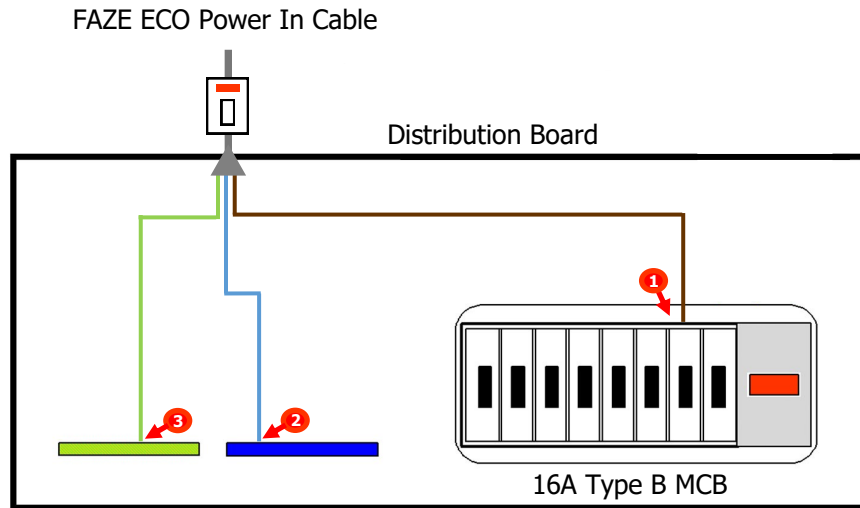 FAZE ECO Power In Cable
Distribution Board
1
3
2
16A Type B MCB